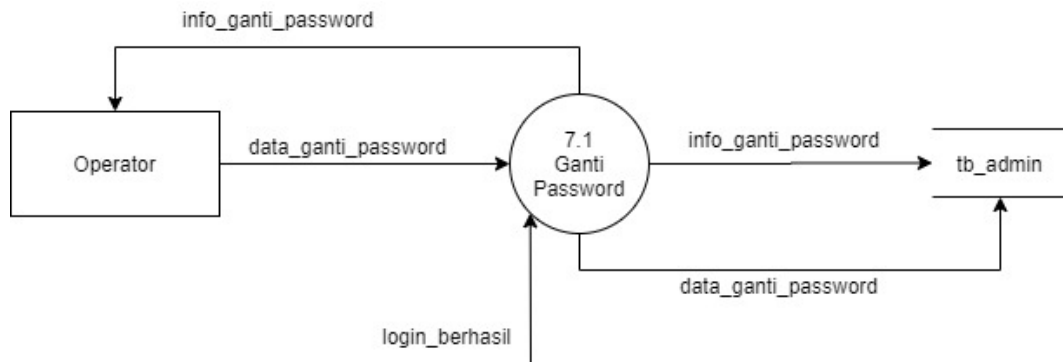 info_ganti_password
Operator
data_ganti_password
7.1
Ganti
Password
info_ganti_password
tb_admin
data_ganti_password
login_berhasil